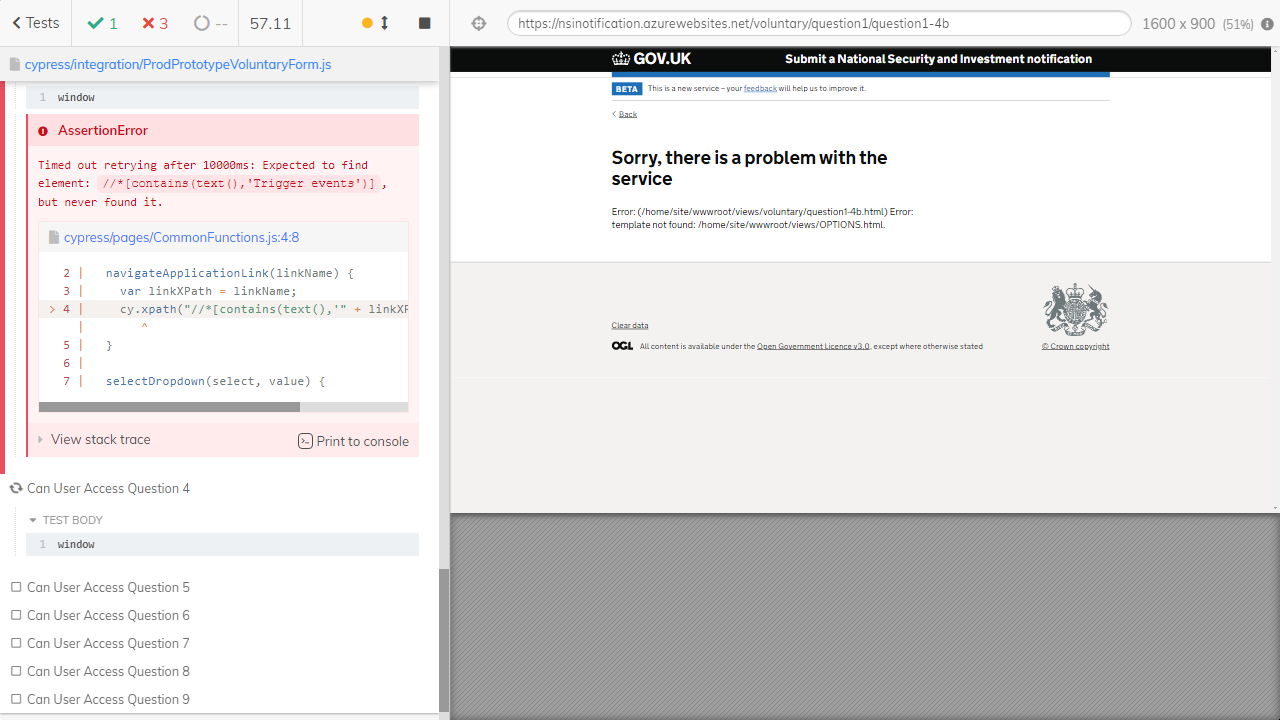 Tests
1
3
--
57.11
https://nsinotification.azurewebsites.net/voluntary/question1/question1-4b
1600 x 900 (51%)
cypress/integration/ProdPrototypeVoluntaryForm.js
1 window
AssertionError
Timed out retrying after 10000ms: Expected to find
element: //*[contains(text(),'Trigger events')],
but never found it.
cypress/pages/CommonFunctions.js:4:8
2 | navigateApplicationLink(linkName) {
3 | var linkXPath = linkName;
> 4 | cy.xpath("//*[contains(text(),'" + linkXP
| ^
5 | }
6 |
7 | selectDropdown(select, value) {
View stack trace
Print to console
Can User Access Question 4
TEST BODY
1 window
Can User Access Question 5
Can User Access Question 6
Can User Access Question 7
Can User Access Question 8
Can User Access Question 9
GOV.UK
Submit a National Security and Investment notification
BETA This is a new service – your feedback will help us to improve it.
Back
Sorry, there is a problem with the
service
Error: (/home/site/wwwroot/views/voluntary/question1-4b.html) Error:
template not found: /home/site/wwwroot/views/OPTIONS.html.
Clear data
OGL All content is available under the Open Government Licence v3.0, except where otherwise stated
© Crown copyright